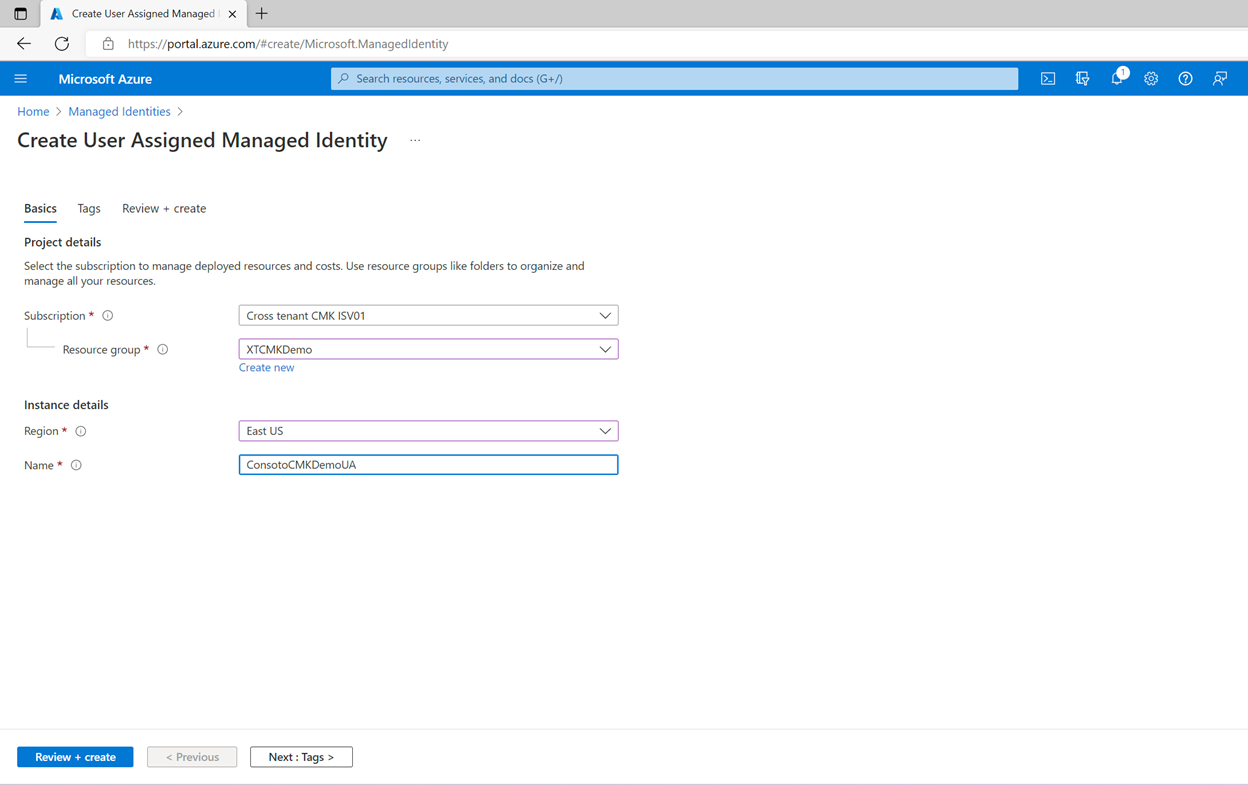 Create User Assigned Managed
https://portal.azure.com/#create/Microsoft.ManagedIdentity
Microsoft Azure
Search resources, services, and docs (G+/)
1
Home > Managed Identities >
Create User Assigned Managed Identity ...
Basics Tags Review + create
Project details
Select the subscription to manage deployed resources and costs. Use resource groups like folders to organize and
manage all your resources.
Subscription * Cross tenant CMK ISV01
Resource group * XTCMKDemo
Create new
Instance details
Region * East US
Name * ConsotoCMKDemoUA
Review + create < Previous Next : Tags >